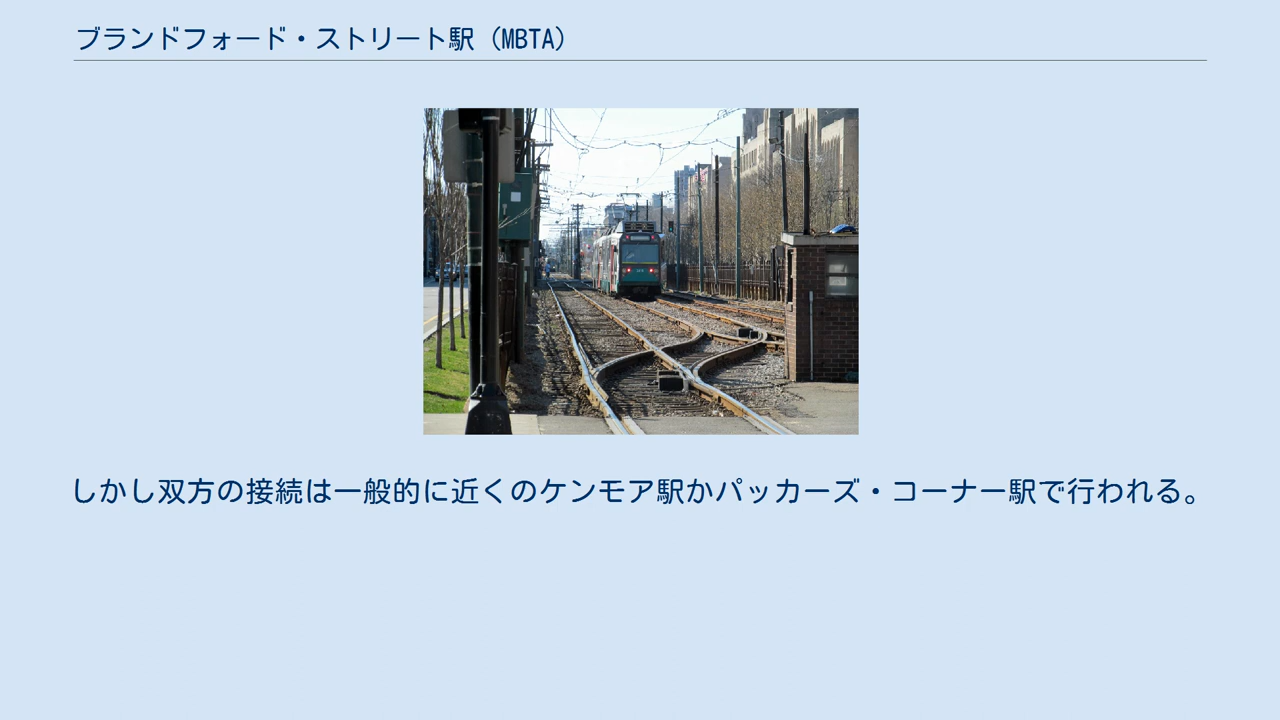 ブランドフォード・ストリート駅（MBTA）
しかし双方の接続は一般的に近くのケンモア駅かパッカーズ・コーナー駅で行われる。